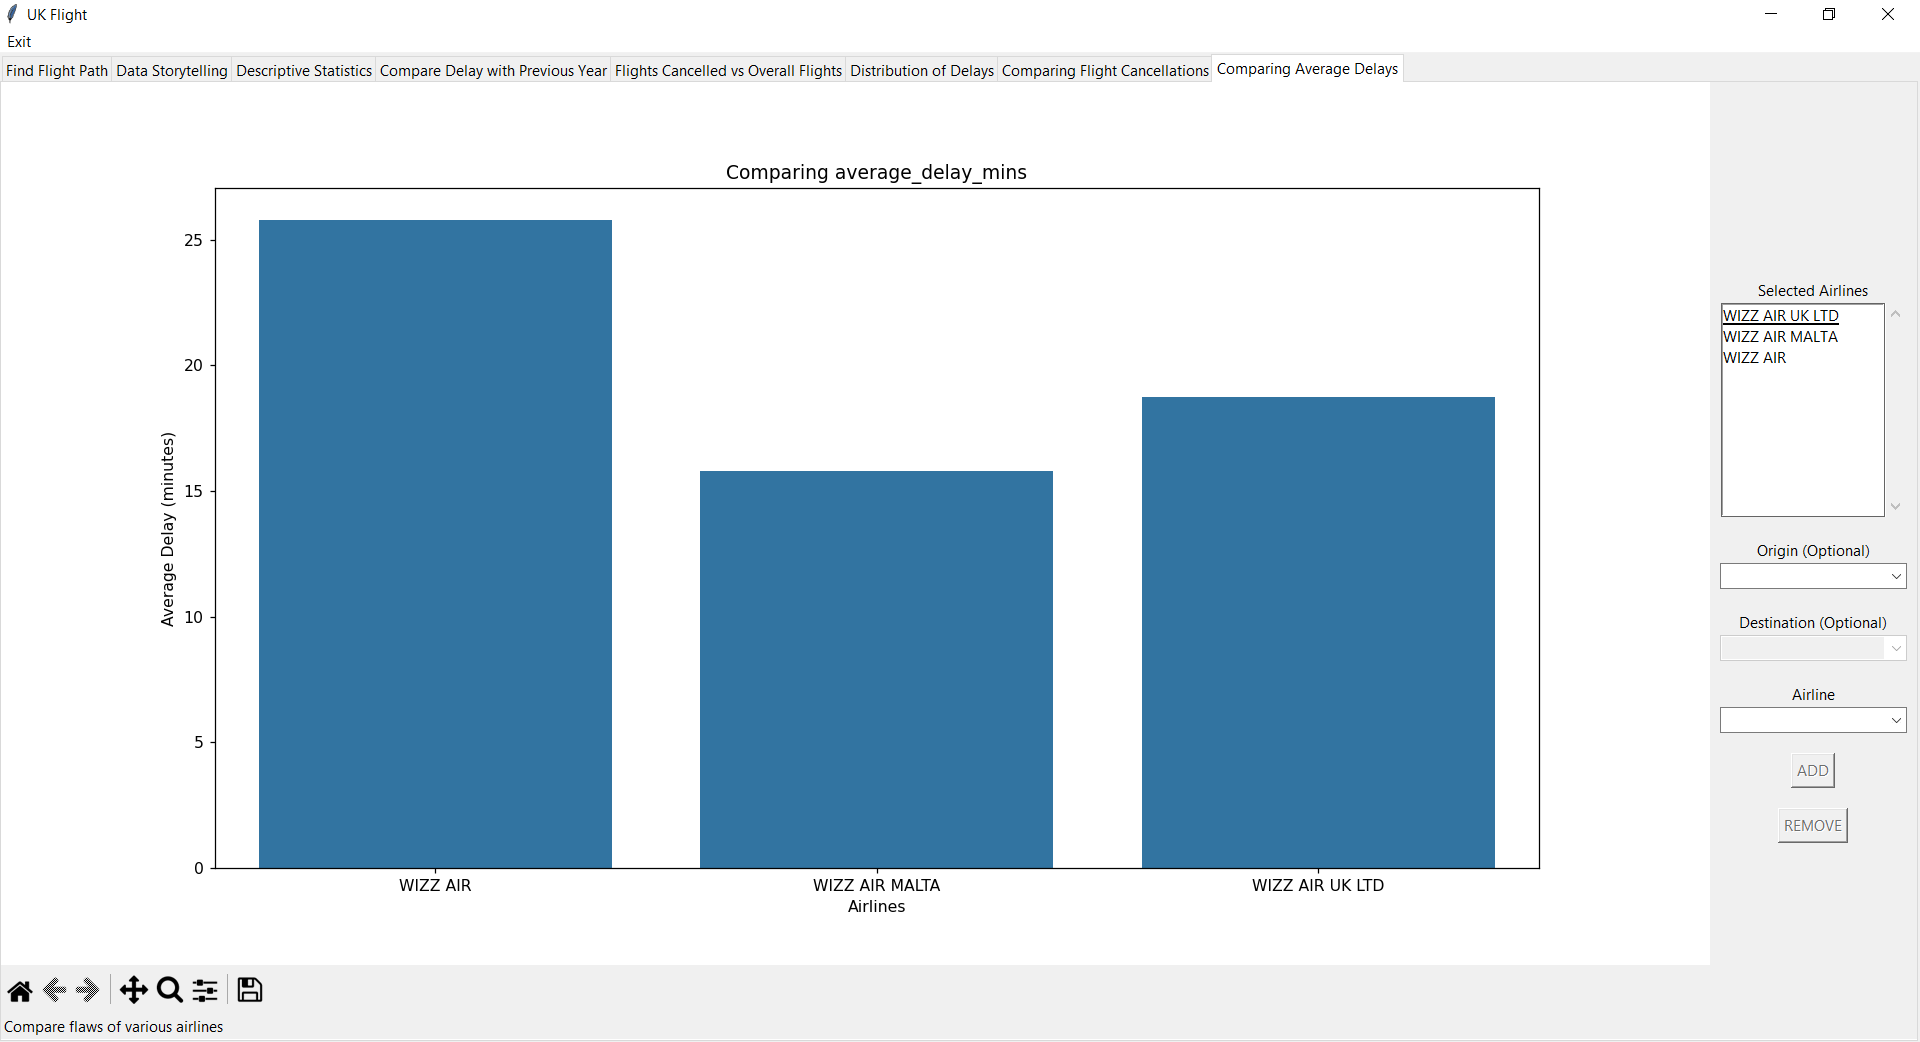 UK Flight
Exit
Find Flight Path Data Storytelling Descriptive Statistics Compare Delay with Previous Year Flights Cancelled vs Overall Flights Distribution of Delays Comparing Flight Cancellations Comparing Average Delays
Comparing average_delay_mins
25
20
15
10
5
0
Average Delay (minutes)
WIZZ AIR WIZZ AIR MALTA WIZZ AIR UK LTD
Airlines
Selected Airlines
WIZZ AIR UK LTD
WIZZ AIR MALTA
WIZZ AIR
Origin (Optional)
Destination (Optional)
Airline
ADD
REMOVE
Compare flaws of various airlines